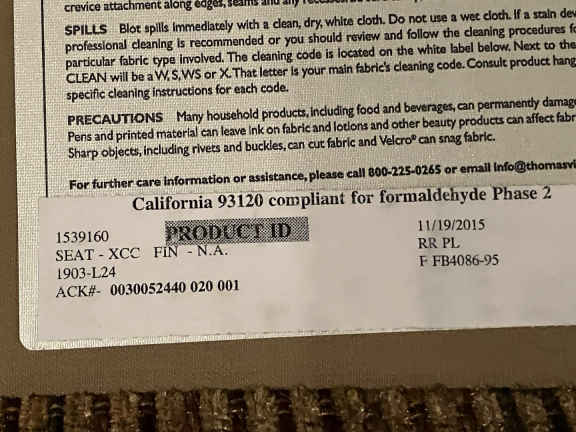 crevice attachment along edges, seams and any
SPILLS Blot spills immediately with a clean, dry, white cloth. Do not use a wet cloth. If a stain
professional cleaning is recommended or you should review and follow the cleaning procedures
particular fabric type involved. The cleaning code is located on the white label below. Next to the
CLEAN will be a W, S, WS or X. That letter is your main fabric's cleaning code. Consult product
specific cleaning instructions for each code.
PRECAUTIONS Many household products, including food and beverages, can permanently
Pens and printed material can leave ink on fabric and lotions and other beauty products can affect
Sharp objects, including rivets and buckles, can cut fabric and Velcro® can snag fabric.
For further care information or assistance, please call 800-225-0265 or email
California 93120 compliant for formaldehyde Phase 2
1539160 PRODUCT ID 11/19/2015
SEAT - XCC FIN - N.A. RR PL
1903-L24 F FB4086-95
ACK#- 0030052440 020 001